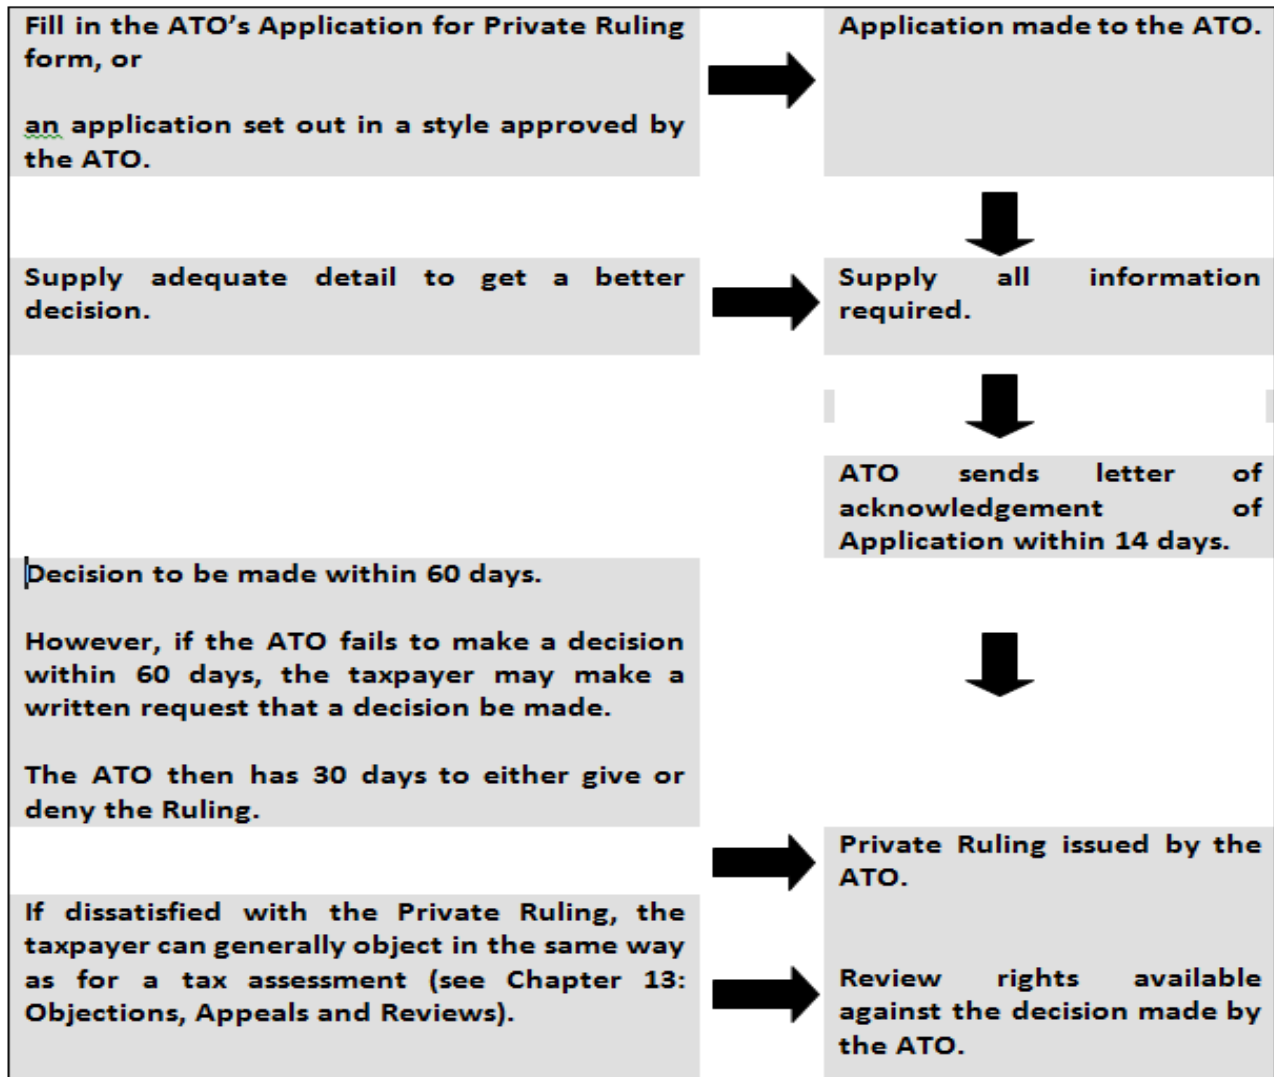 Fill in the ATO’s Application for Private Ruling
form, or
an application set out in a style approved by
the ATO.
Application made to the ATO.
Supply adequate detail to get a better
decision.
Supply all information
required.
ATO sends letter of
acknowledgement of
Application within 14 days.
Decision to be made within 60 days.
However, if the ATO fails to make a decision
within 60 days, the taxpayer may make a
written request that a decision be made.
The ATO then has 30 days to either give or
deny the Ruling.
Private Ruling issued by the
ATO.
If dissatisfied with the Private Ruling, the
taxpayer can generally object in the same way
as for a tax assessment (see Chapter 13:
Objections, Appeals and Reviews).
Review rights available
against the decision made by
the ATO.